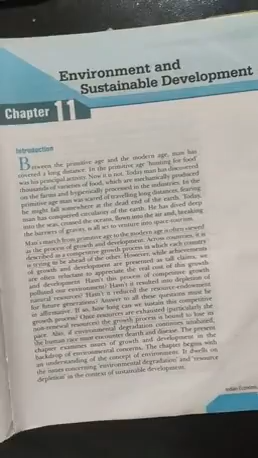 Environment and
Sustainable Development
Chapter 11
Introduction
Between the primitive age and the modern age, man has
covered a long distance. In the primitive age 'hunting for food'
was his principal activity. Now it is not. Today man has discovered
thousands of varieties of food, which are mechanically produced
on the farms and hygienically processed in the industries. In the
primitive age man was scared of travelling long distances, fearing
he might fall somewhere at the dead end of the earth. Today,
man has conquered circularity of the earth. He has dived deep
into the seas, crossed the oceans, flown into the air and, breaking
the barriers of gravity, is all set to venture into space tourism.
Man's march from primitive age to the modern age is often viewed
as the process of growth and development. Across countries, it is
described as a competitive growth process in which each country
is trying to be ahead of the other. However, while achievements
of growth and development are presented as tall claims, we
are often reluctant to appreciate the real cost of this growth
and development. Hasn't this process of competitive growth
polluted our environment? Hasn't it resulted into depletion of
natural resources? Hasn't it reduced the resource-endowment
for future generations? Answer to all these questions must be
in affirmative. If so, how long can we sustain this competitive
growth process? Once resources are exhausted (particularly the
non-renewal resources) the growth process is bound to lose its
pace. Also, if environmental degradation continues unabated,
the human race must encounter dearth and disease. The present
chapter examines issues of growth and development in the
backdrop of environmental concerns. The chapter begins with
an understanding of the concept of environment. It dwells on
the issues concerning 'environmental degradation' and 'resource
depletion' in the context of sustainable development.